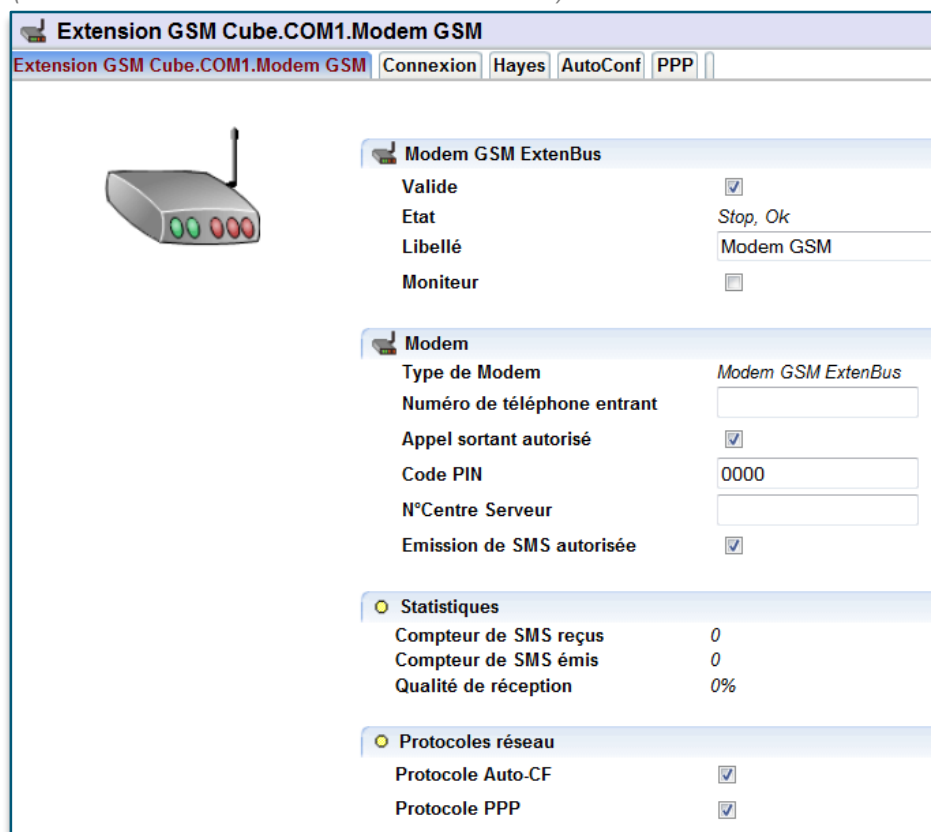 Extension GSM Cube.COM1.Modem GSM
Extension GSM Cube.COM1.Modem GSM Connexion Hayes AutoConf PPP
Modem GSM ExtenBus
Valide
Etat Stop, Ok
Libellé Modem GSM
Moniteur
Modem
Type de Modem Modem GSM ExtenBus
Numéro de téléphone entrant
Appel sortant autorisé
Code PIN 0000
N°Centre Serveur
Emission de SMS autorisée
Statistiques
Compteur de SMS reçus 0
Compteur de SMS émis 0
Qualité de réception 0%
Protocoles réseau
Protocole Auto-CF
Protocole PPP